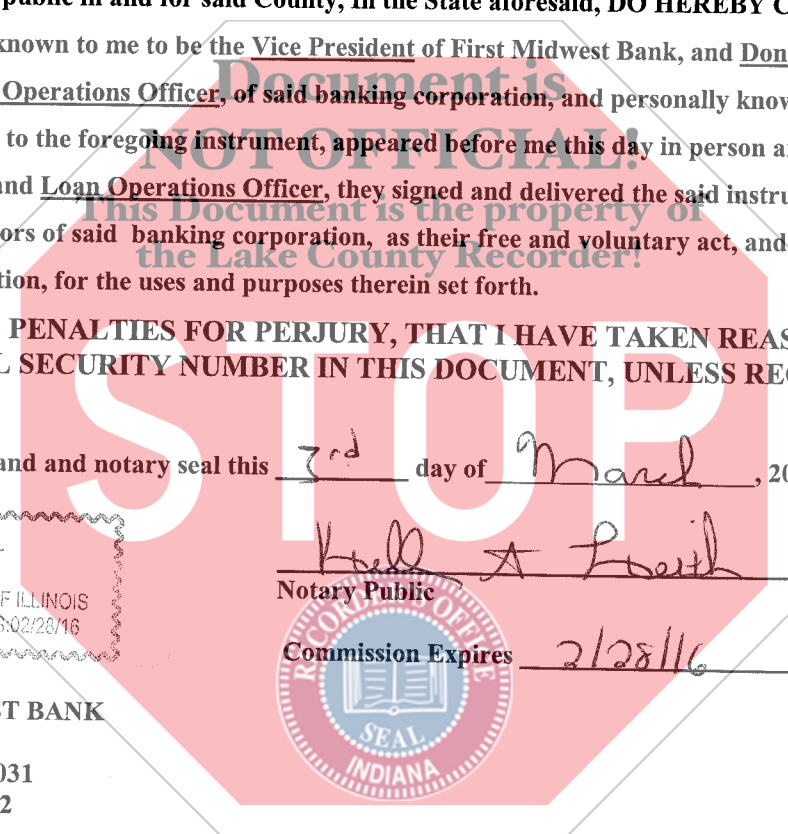 public in and for said County, in the State aforesaid, DO HEREBY C
known to me to be the Vice President of First Midwest Bank, and Don
Document is
Operations Officer, of said banking corporation, and personally know
NOT OFFICIAL!
to the foregoing instrument, appeared before me this day in person a
and Loan Operations Officer, they signed and delivered the said instru
This Document is the property of
ors of said banking corporation, as their free and voluntary act, and
the Lake County Recorder!
tion, for the uses and purposes therein set forth.
PENALTIES FOR PERJURY, THAT I HAVE TAKEN REAS
L SECURITY NUMBER IN THIS DOCUMENT, UNLESS REQ
STOP
and and notary seal this 3rd day of March, 20
Notary Public
F ILLINOIS
S:02/28/16
Commission Expires 2/28/16
RECORDER'S OFFICE
SEAL
INDIANA
ST BANK
031
2